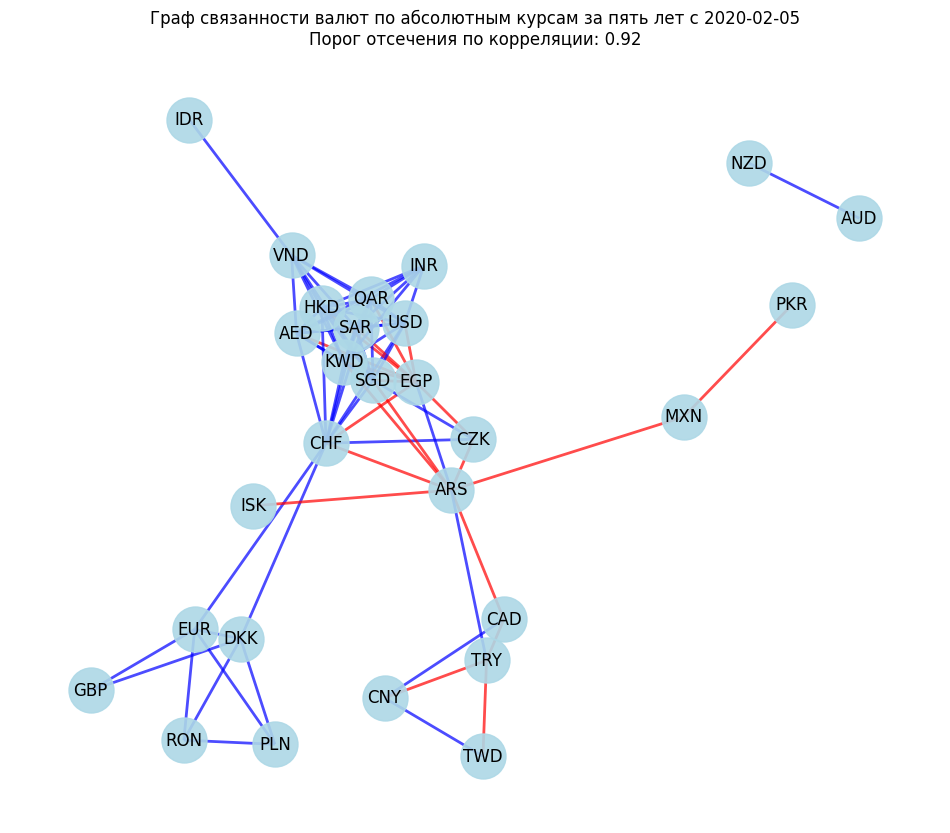 Граф связанности валют по абсолютным курсам за пять лет с 2020-02-05
Порог отсечения по корреляции: 0.92
IDR
NZD
AUD
VND
INR
QAR
HKD
PKR
USD
SAR
AED
KWD
SGD
EGP
MXN
CZK
CHF
ARS
ISK
CAD
EUR
DKK
TRY
GBP
CNY
RON
PLN
TWD